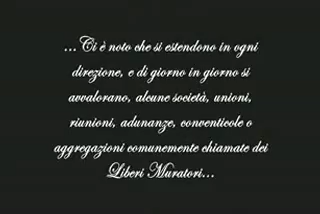 ...Ci è noto che si estendono in ogni
direzione, e di giorno in giorno si
avvalorano, alcune società, unioni,
riunioni, adunanze, conventicole o
aggregazioni comunemente chiamate dei
Liberi Muratori...